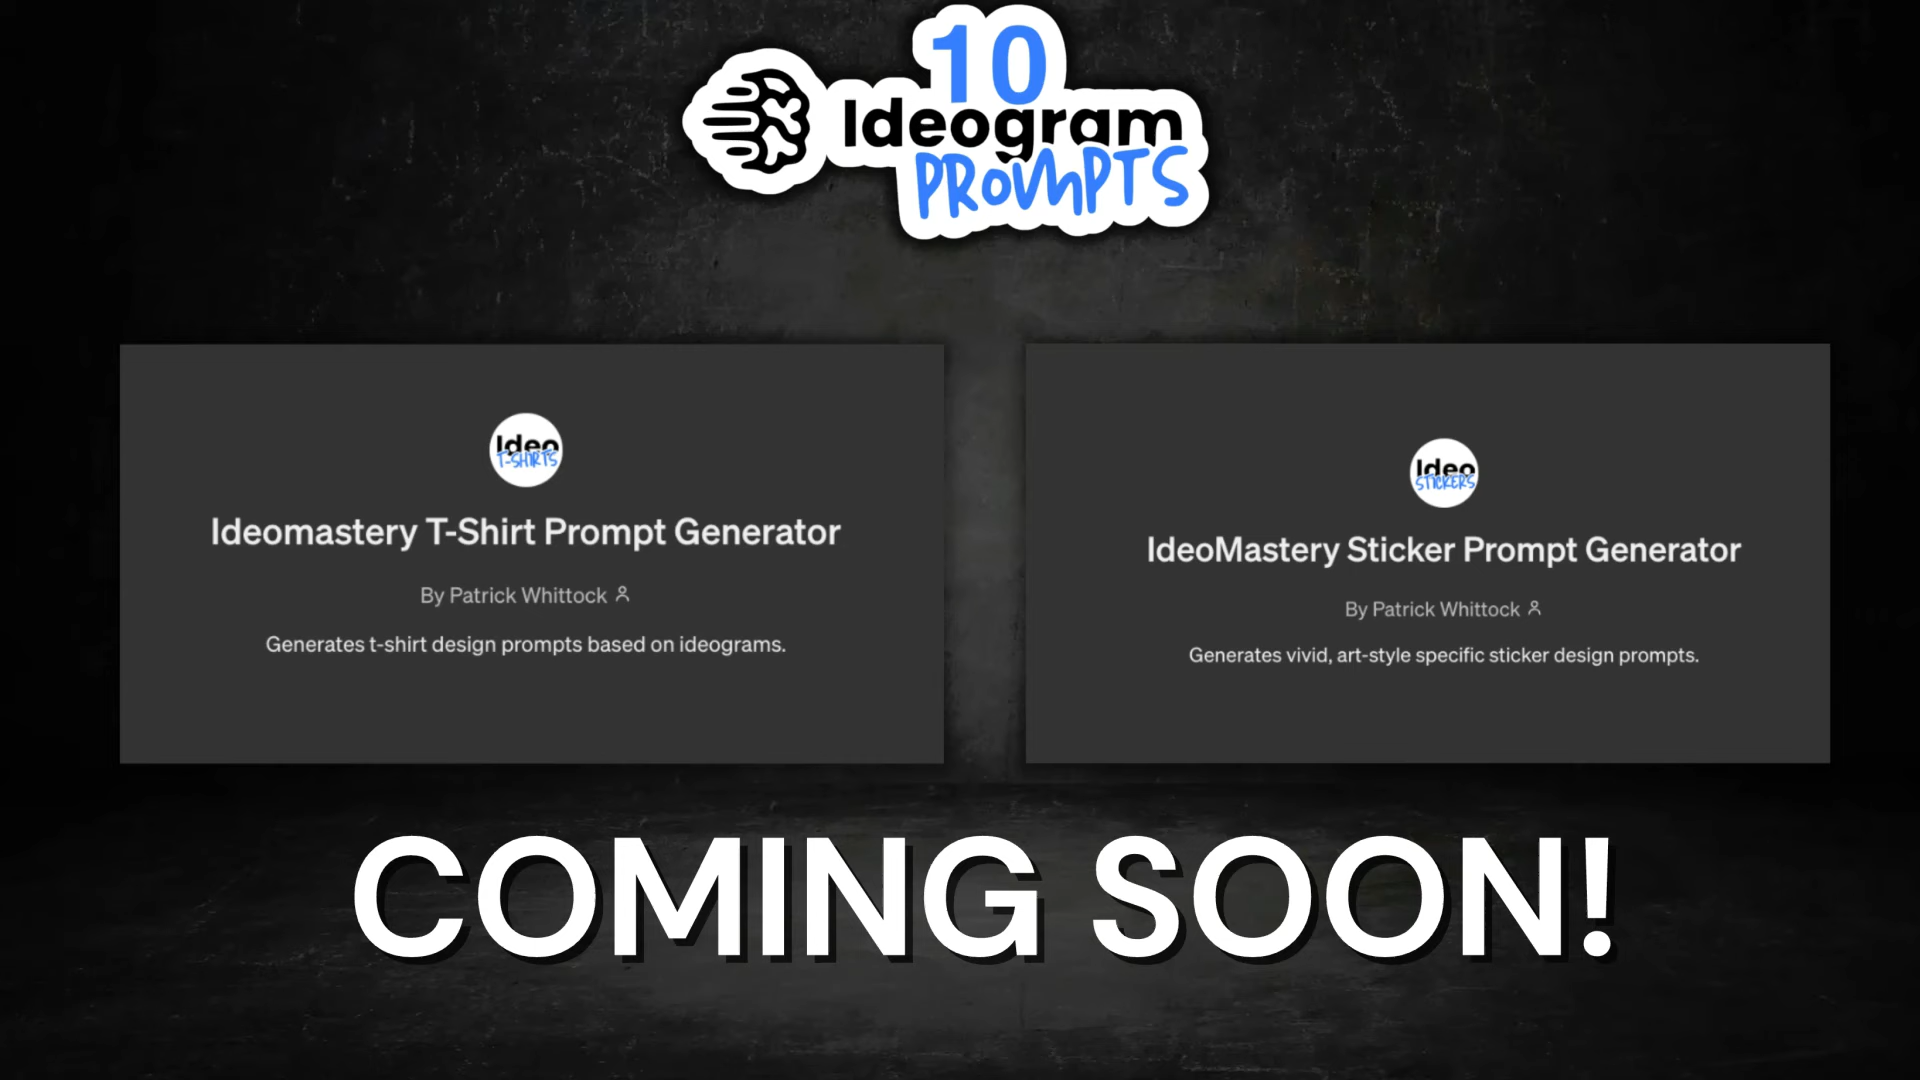 10
Ideogram
PROMPTS
Ideo
T-SHIRTS
Ideomastery T-Shirt Prompt Generator
By Patrick Whittock
Generates t-shirt design prompts based on ideograms.
Ideo
STICKERS
IdeoMastery Sticker Prompt Generator
By Patrick Whittock
Generates vivid, art-style specific sticker design prompts.
COMING SOON!